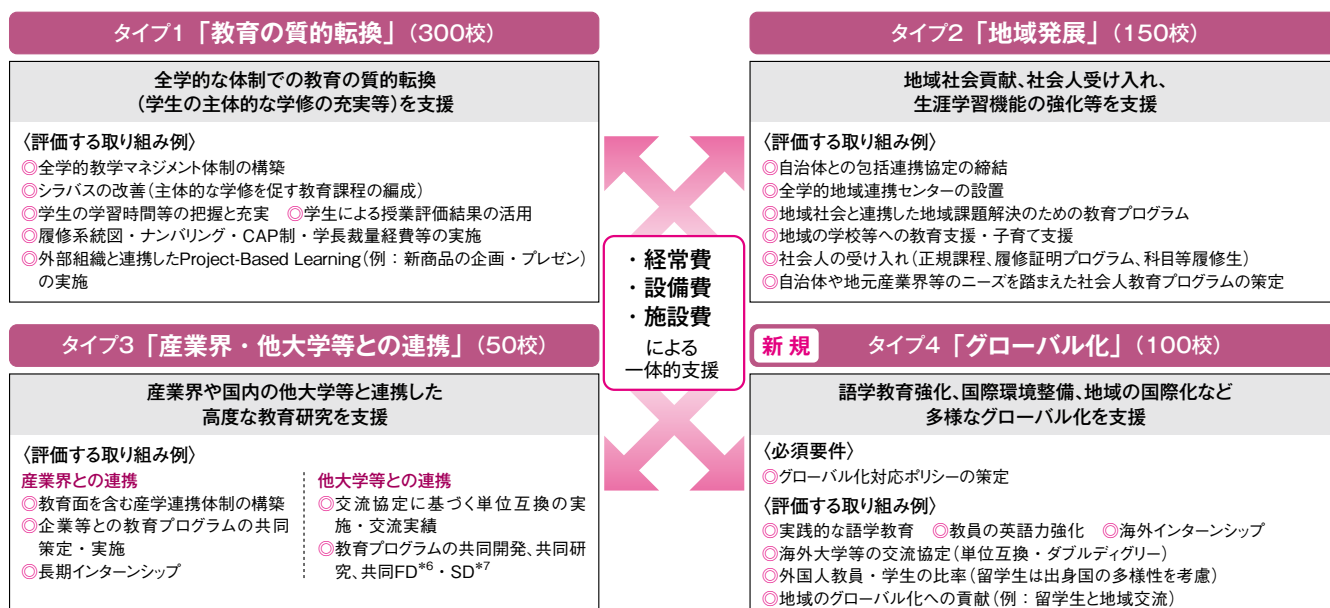 タイプ1「教育の質的転換」（300校）
全学的な体制での教育の質的転換
（学生の主体的な学修の充実等）を支援
〈評価する取り組み例〉
◎全学的教学マネジメント体制の構築
◎シラバスの改善（主体的な学修を促す教育課程の編成）
◎学生の学習時間等の把握と充実　◎学生による授業評価結果の活用
◎履修系統図・ナンバリング・CAP制・学長裁量経費等の実施
◎外部組織と連携したProject-Based Learning（例：新商品の企画・プレゼン）
の実施
タイプ2「地域発展」（150校）
地域社会貢献、社会人受け入れ、
生涯学習機能の強化等を支援
〈評価する取り組み例〉
◎自治体との包括連携協定の締結
◎全学的地域連携センターの設置
◎地域社会と連携した地域課題解決のための教育プログラム
◎地域の学校等への教育支援・子育て支援
◎社会人の受け入れ（正規課程、履修証明プログラム、科目等履修生）
◎自治体や地元産業界等のニーズを踏まえた社会人教育プログラムの策定
・経常費
・設備費
・施設費
による
一体的支援
タイプ3「産業界・他大学等との連携」（50校）
産業界や国内の他大学等と連携した
高度な教育研究を支援
〈評価する取り組み例〉
産業界との連携
◎教育面を含む産学連携体制の構築
◎企業等との教育プログラムの共同
策定・実施
◎長期インターンシップ
他大学等との連携
◎交流協定に基づく単位互換の実
施・交流実績
◎教育プログラムの共同開発、共同研
究、共同FD*6・SD*7
新規　タイプ4「グローバル化」（100校）
語学教育強化、国際環境整備、地域の国際化など
多様なグローバル化を支援
〈必須要件〉
◎グローバル化対応ポリシーの策定
〈評価する取り組み例〉
◎実践的な語学教育　◎教員の英語力強化　◎海外インターンシップ
◎海外大学等の交流協定（単位互換・ダブルディグリー）
◎外国人教員・学生の比率（留学生は出身国の多様性を考慮）
◎地域のグローバル化への貢献（例：留学生と地域交流）